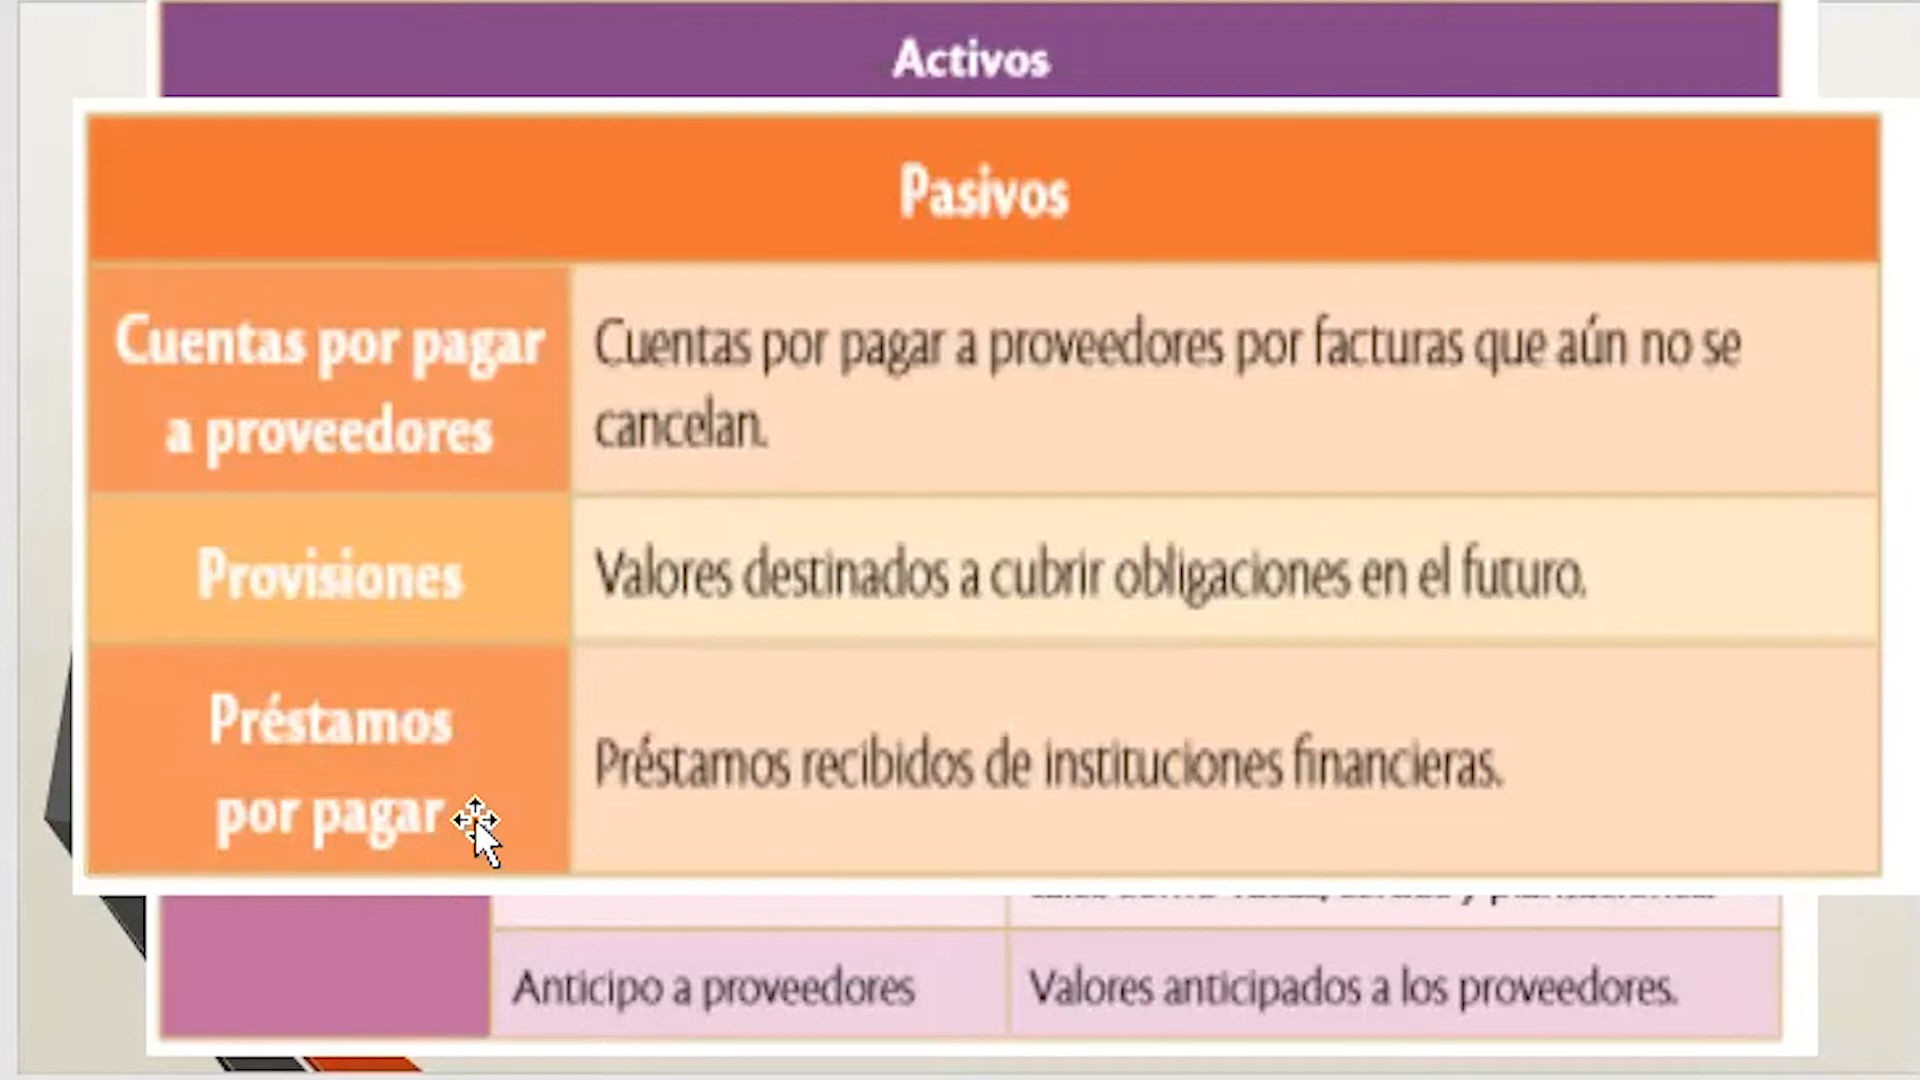 Activos
Pasivos
Cuentas por pagar
a proveedores
Cuentas por pagar a proveedores por facturas que aún no se
cancelan.
Provisiones
Valores destinados a cubrir obligaciones en el futuro.
Préstamos
por pagar
Préstamos recibidos de instituciones financieras.
Anticipo a proveedores
Valores anticipados a los proveedores.